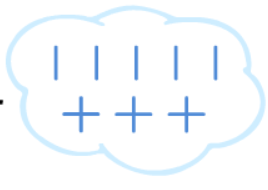 | | | | |
+ + +